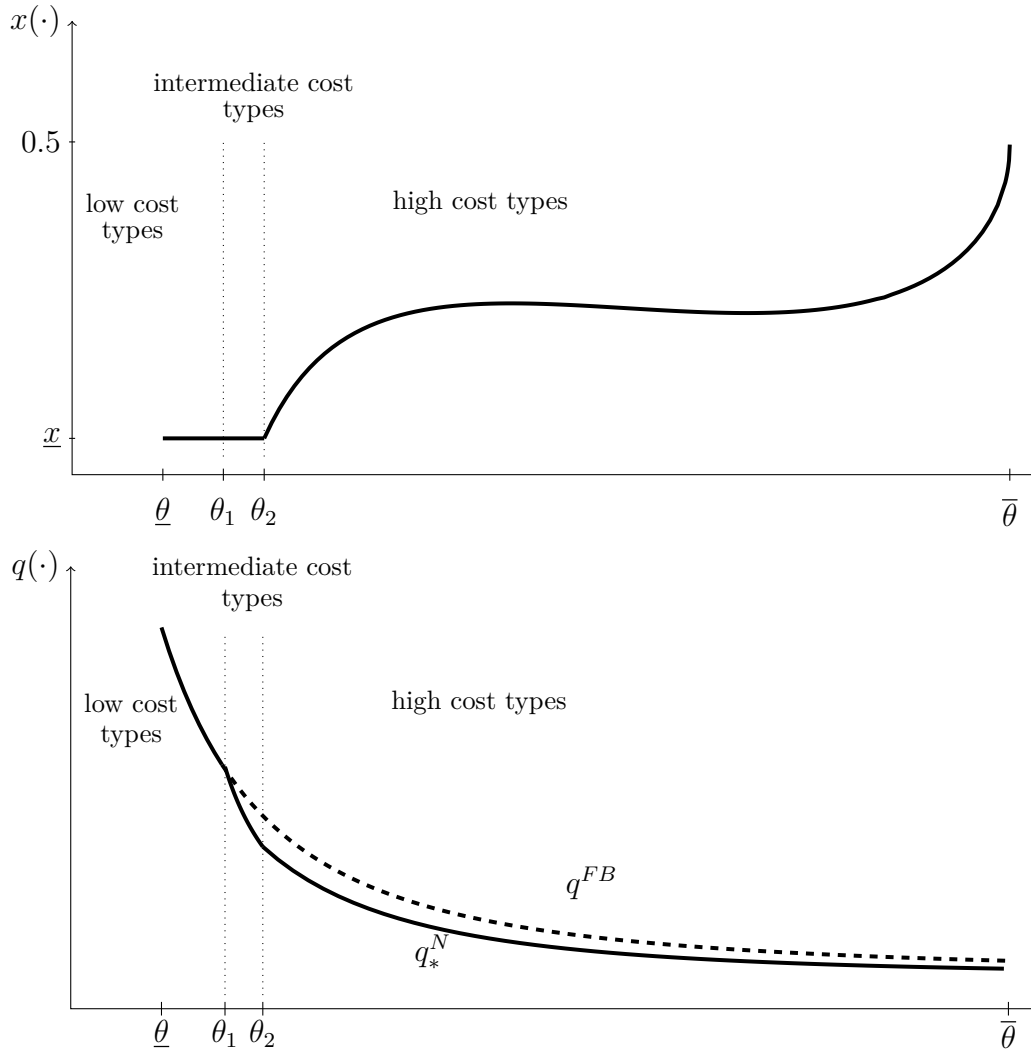 x(·)
intermediate cost
types
0.5
low cost
types
high cost types
x̲
θ̲
θ₁
θ₂
θ̅
q(·)
intermediate cost
types
low cost
types
high cost types
q^{FB}
q_*^N
θ̲
θ₁
θ₂
θ̅